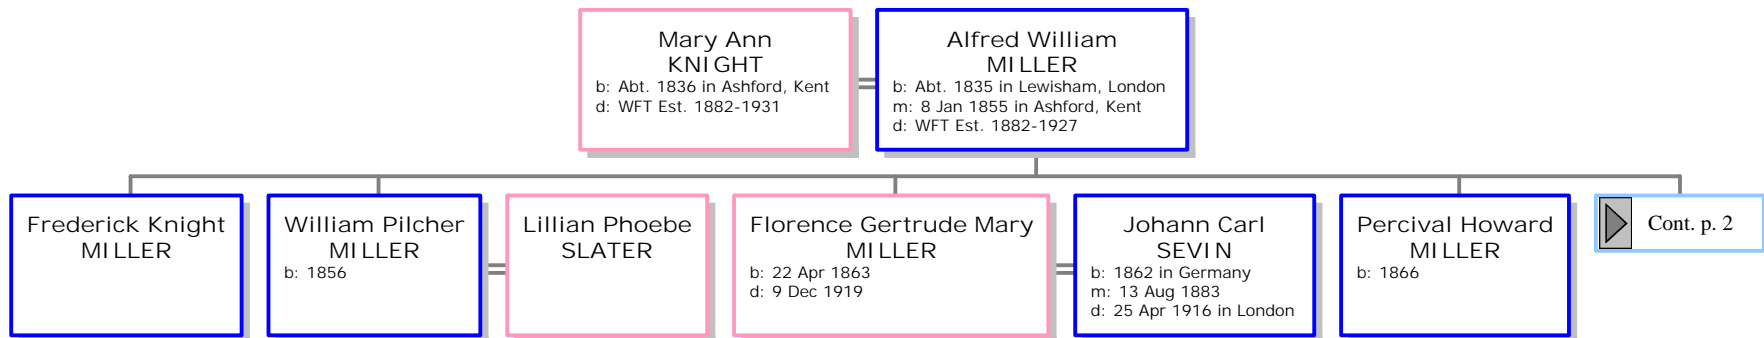 Mary Ann
KNIGHT
b: Abt. 1836 in Ashford, Kent
d: WFT Est. 1882-1931
Alfred William
MILLER
b: Abt. 1835 in Lewisham, London
m: 8 Jan 1855 in Ashford, Kent
d: WFT Est. 1882-1927
Frederick Knight
MILLER
William Pilcher
MILLER
b: 1856
Lillian Phoebe
SLATER
Florence Gertrude Mary
MILLER
b: 22 Apr 1863
d: 9 Dec 1919
Johann Carl
SEVIN
b: 1862 in Germany
m: 13 Aug 1883
d: 25 Apr 1916 in London
Percival Howard
MILLER
b: 1866
Cont. p. 2